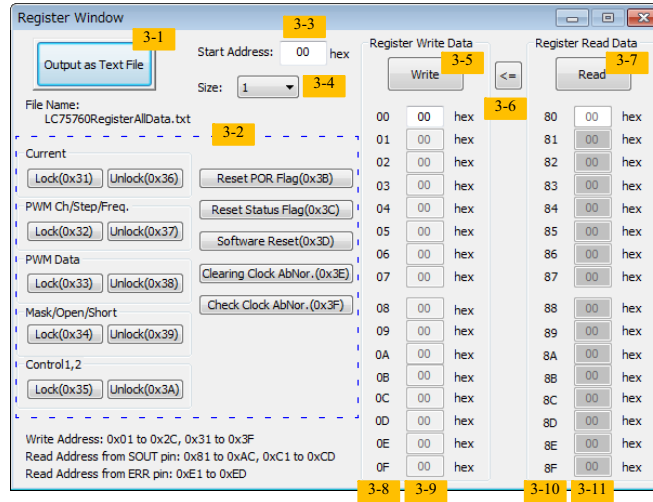 Register Window
3-1
3-3
Output as Text File
Start Address: 00 hex
Size: 1
3-4
File Name:
LC75760RegisterAllData.txt
3-2
Current
Lock(0x31) Unlock(0x36)
PWM Ch/Step/Freq.
Lock(0x32) Unlock(0x37)
PWM Data
Lock(0x33) Unlock(0x38)
Mask/Open/Short
Lock(0x34) Unlock(0x39)
Control1,2
Lock(0x35) Unlock(0x3A)
Reset POR Flag(0x3B)
Reset Status Flag(0x3C)
Software Reset(0x3D)
Clearing Clock AbNor.(0x3E)
Check Clock AbNor.(0x3F)
Write Address: 0x01 to 0x2C, 0x31 to 0x3F
Read Address from SOUT pin: 0x81 to 0xAC, 0xC1 to 0xCD
Read Address from ERR pin: 0xE1 to 0xED
Register Write Data
3-5
Write
<=
3-6
00 00 hex
01 00 hex
02 00 hex
03 00 hex
04 00 hex
05 00 hex
06 00 hex
07 00 hex
08 00 hex
09 00 hex
0A 00 hex
0B 00 hex
0C 00 hex
0D 00 hex
0E 00 hex
0F 00 hex
3-8 3-9
Register Read Data
3-7
Read
80 00 hex
81 00 hex
82 00 hex
83 00 hex
84 00 hex
85 00 hex
86 00 hex
87 00 hex
88 00 hex
89 00 hex
8A 00 hex
8B 00 hex
8C 00 hex
8D 00 hex
8E 00 hex
8F 00 hex
3-10 3-11